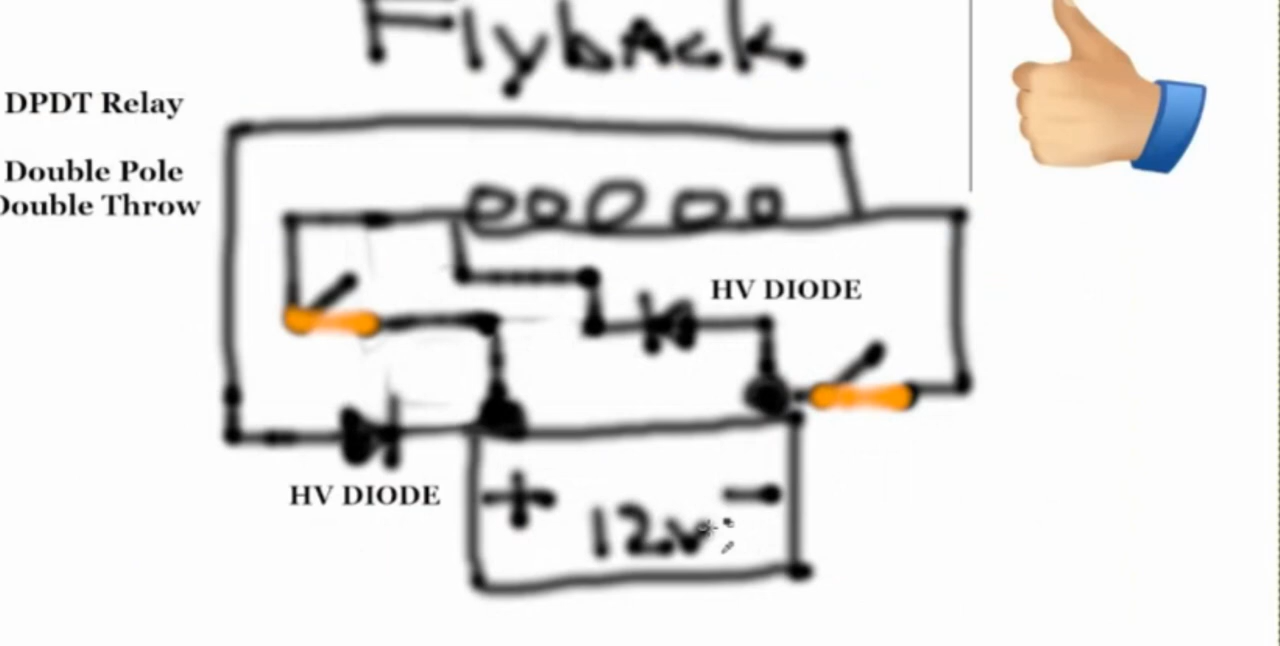 FlybAck
DPDT Relay
Double Pole
Double Throw
HV DIODE
HV DIODE
+ 12v -